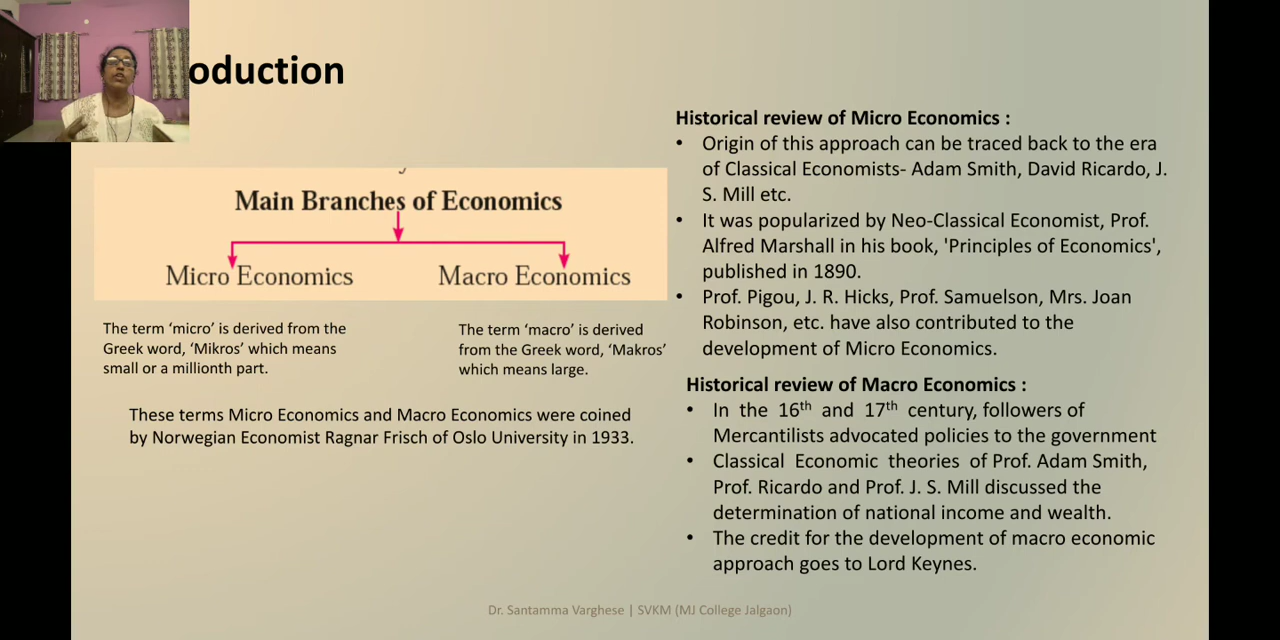 oduction
Main Branches of Economics
Micro Economics
Macro Economics
The term ‘micro’ is derived from the
Greek word, ‘Mikros’ which means
small or a millionth part.
The term ‘macro’ is derived
from the Greek word, ‘Makros’
which means large.
These terms Micro Economics and Macro Economics were coined
by Norwegian Economist Ragnar Frisch of Oslo University in 1933.
Historical review of Micro Economics :
• Origin of this approach can be traced back to the era
of Classical Economists- Adam Smith, David Ricardo, J.
S. Mill etc.
• It was popularized by Neo-Classical Economist, Prof.
Alfred Marshall in his book, 'Principles of Economics',
published in 1890.
• Prof. Pigou, J. R. Hicks, Prof. Samuelson, Mrs. Joan
Robinson, etc. have also contributed to the
development of Micro Economics.
Historical review of Macro Economics :
• In the 16th and 17th century, followers of
Mercantilists advocated policies to the government
• Classical Economic theories of Prof. Adam Smith,
Prof. Ricardo and Prof. J. S. Mill discussed the
determination of national income and wealth.
• The credit for the development of macro economic
approach goes to Lord Keynes.
Dr. Santamma Varghese | SVKM (MJ College Jalgaon)